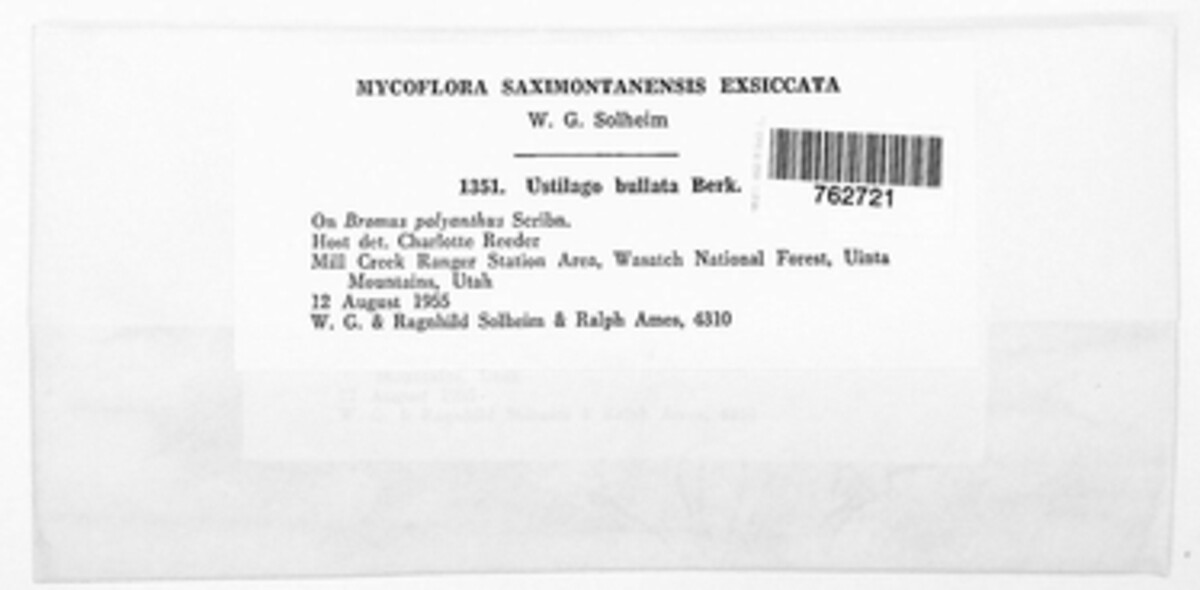 MYCOFLORA SAXIMONTANENSIS EXSICCATA
W. G. Solheim
1351. Ustilago bullata Berk.
762721
On Bromus polyanthus Scribn.
Host det. Charlotte Reeder
Mill Creek Ranger Station Area, Wasatch National Forest, Uinta
Mountains, Utah
12 August 1955
W. G. & Ragnhild Solheim & Ralph Ames, 4310